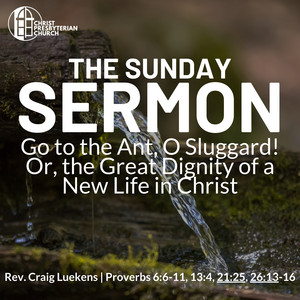 CHRIST
PRESBYTERIAN
CHURCH
THE SUNDAY
SERMON
Go to the Ant, O Sluggard!
Or, the Great Dignity of a
New Life in Christ
Rev. Craig Luekens | Proverbs 6:6-11, 13:4, 21:25, 26:13-16